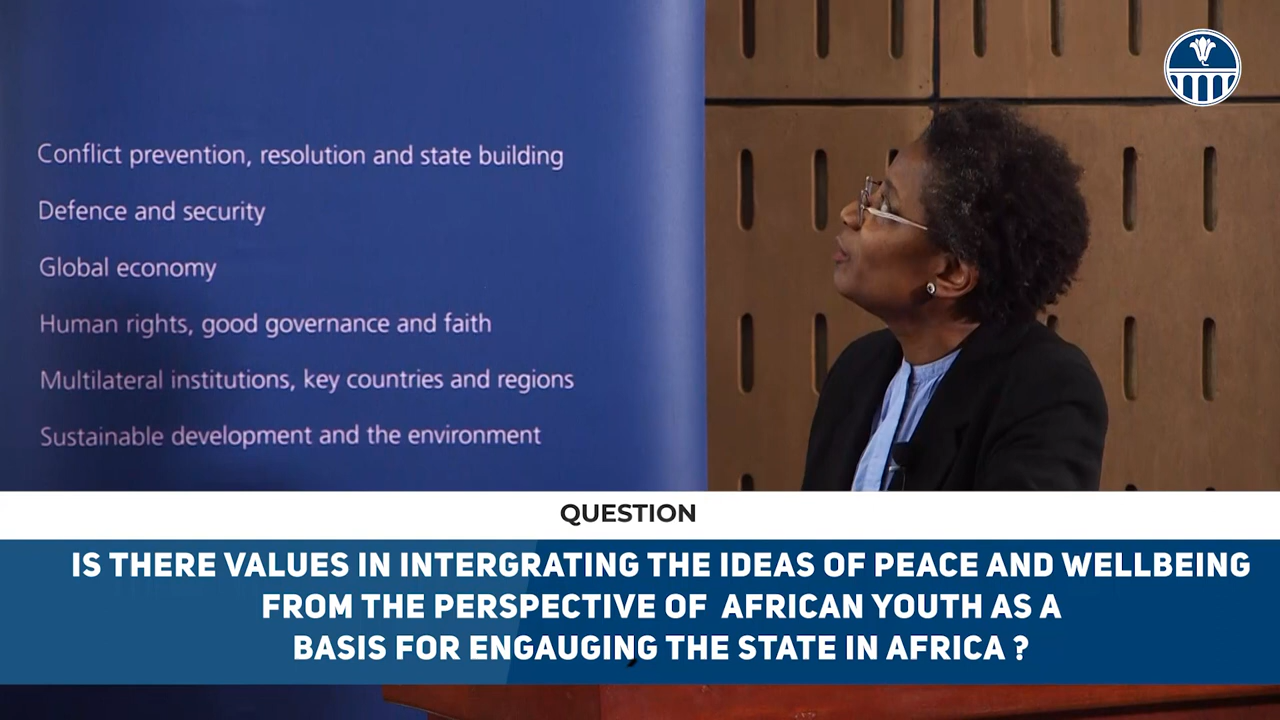 Conflict prevention, resolution and state building
Defence and security
Global economy
Human rights, good governance and faith
Multilateral institutions, key countries and regions
Sustainable development and the environment
QUESTION
IS THERE VALUES IN INTERGRATING THE IDEAS OF PEACE AND WELLBEING
FROM THE PERSPECTIVE OF AFRICAN YOUTH AS A
BASIS FOR ENGAUGING THE STATE IN AFRICA ?